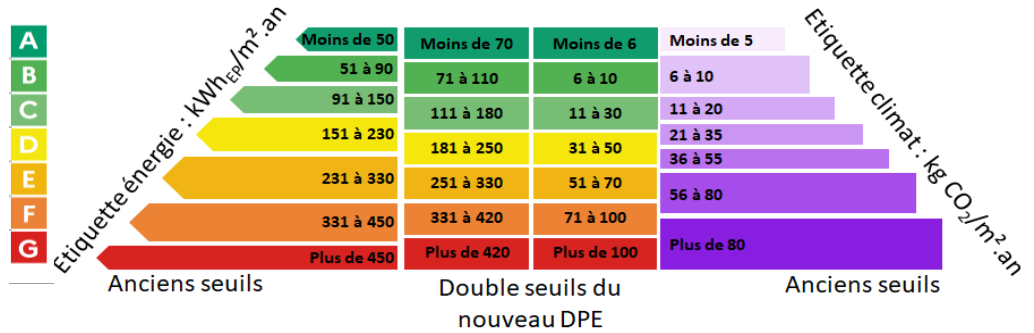 A
B
C
D
E
F
G
Etiquette énergie : kWhEP/m².an
Moins de 50
51 à 90
91 à 150
151 à 230
231 à 330
331 à 450
Plus de 450
Anciens seuils
Moins de 70
71 à 110
111 à 180
181 à 250
251 à 330
331 à 420
Plus de 420
Moins de 6
6 à 10
11 à 30
31 à 50
51 à 70
71 à 100
Plus de 100
Double seuils du
nouveau DPE
Moins de 5
6 à 10
11 à 20
21 à 35
36 à 55
56 à 80
Plus de 80
Anciens seuils
Etiquette climat : kg CO2/m².an